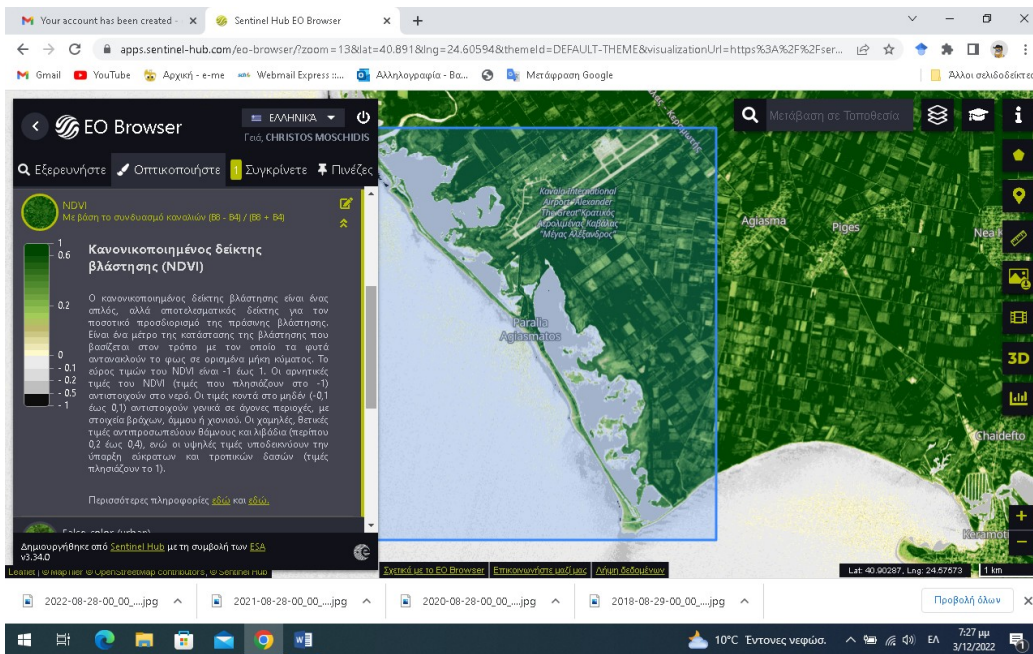 Your account has been created -
Sentinel Hub EO Browser
apps.sentinel-hub.com/eo-browser/?zoom=13&lat=40.891&lng=24.60594&themeId=DEFAULT-THEME&visualizationUrl=https%3A%2F%2Fser...
Gmail
YouTube
Αρχική - e-me
Webmail Express ::...
Αλληλογραφία - Βα...
Μετάφραση Google
Άλλοι σελιδοδείκτες
EO Browser
ΕΛΛΗΝΙΚΆ
Γειά, CHRISTOS MOSCHIDIS
Εξερευνήστε
Οπτικοποιήστε
1 Συγκρίνετε
Πινέζες
NDVI
Με βάση το συνδυασμό καναλιών (B8 - B4) / (B8 + B4)
1
0.6
0.2
0
- 0.1
- 0.2
- 0.5
- 1
Κανονικοποιημένος δείκτης
βλάστησης (NDVI)
Ο κανονικοποιημένος δείκτης βλάστησης είναι ένας
απλός, αλλά αποτελεσματικός δείκτης για τον
ποσοτικό προσδιορισμό της πράσινης βλάστησης.
Είναι ένα μέτρο της κατάστασης της βλάστησης που
βασίζεται στον τρόπο με τον οποίο τα φυτά
αντανακλούν το φως σε ορισμένα μήκη κύματος. Το
εύρος τιμών του NDVI είναι -1 έως 1. Οι αρνητικές
τιμές του NDVI (τιμές που πλησιάζουν στο -1)
αντιστοιχούν στο νερό. Οι τιμές κοντά στο μηδέν (-0,1
έως 0,1) αντιστοιχούν γενικά σε άγονες περιοχές, με
στοιχεία βράχων, άμμου ή χιονιού. Οι χαμηλές, θετικές
τιμές αντιπροσωπεύουν θάμνους και λιβάδια (περίπου
0,2 έως 0,4), ενώ οι υψηλές τιμές υποδεικνύουν την
ύπαρξη εύκρατων και τροπικών δασών (τιμές
πλησιάζουν το 1).
Περισσότερες πληροφορίες εδώ και εδώ.
False color (urban)
Δημιουργήθηκε από Sentinel Hub με τη συμβολή των ESA
v3.34.0
Leaflet | © MapTiler © OpenStreetMap contributors, © Sentinel Hub
Μετάβαση σε Τοποθεσία
Kavala International
Airport "Alexander
The Great" Κρατικός
Αερολιμένας Καβάλας
"Μέγας Αλέξανδρος"
Agiasma
Piges
Nea K
Paralia
Agiasmatos
Chaidefto
Keramoti
3D
Σχετικά με το EO Browser
Επικοινωνήστε μαζί μας
Λήψη δεδομένων
Lat: 40.90287, Lng: 24.57573
1 km
2022-08-28-00_00_....jpg
2021-08-28-00_00_....jpg
2020-08-28-00_00_....jpg
2018-08-29-00_00_....jpg
Προβολή όλων
10°C Έντονες νεφώσ.
ΕΛ
7:27 μμ
3/12/2022